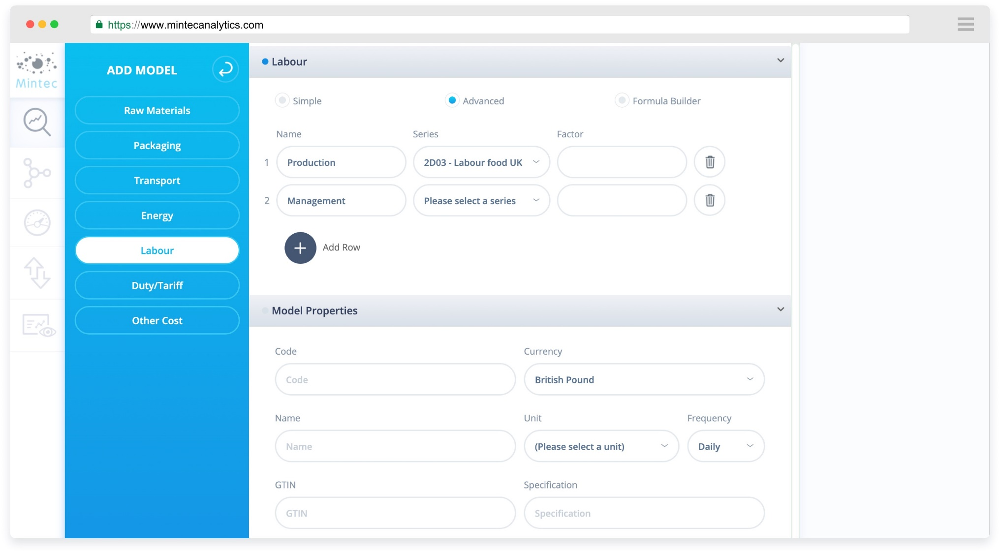 https://www.mintecanalytics.com
Mintec
ADD MODEL
Raw Materials
Packaging
Transport
Energy
Labour
Duty/Tariff
Other Cost
Labour
Simple Advanced Formula Builder
Name Series Factor
1 Production 2D03 - Labour food UK
2 Management Please select a series
Add Row
Model Properties
Code Currency
Code British Pound
Name Unit Frequency
Name (Please select a unit) Daily
GTIN Specification
GTIN Specification